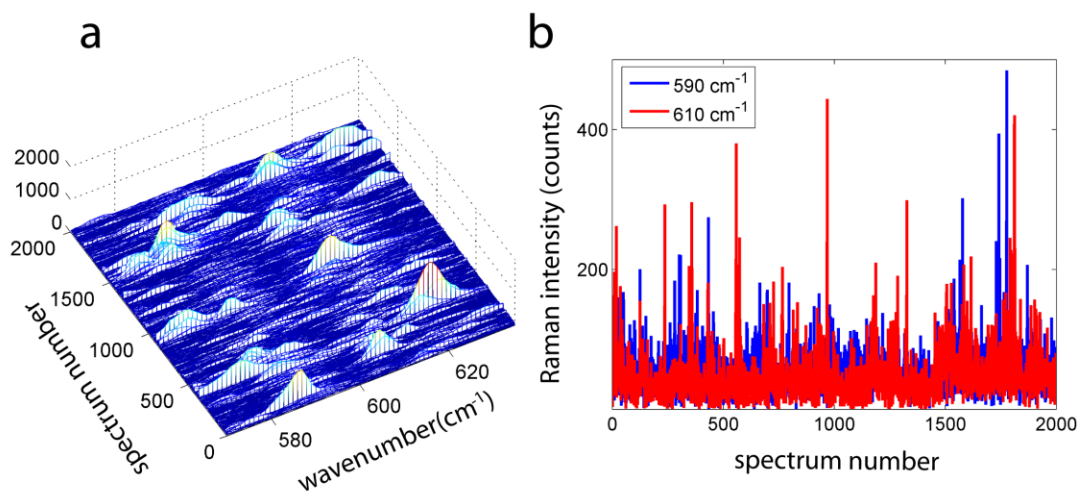 a
2000
1000
0
2000
1500
1000
500
0
spectrum number
580
600
620
wavenumber(cm⁻¹)
b
590 cm⁻¹
610 cm⁻¹
400
200
Raman intensity (counts)
0
500
1000
1500
2000
spectrum number